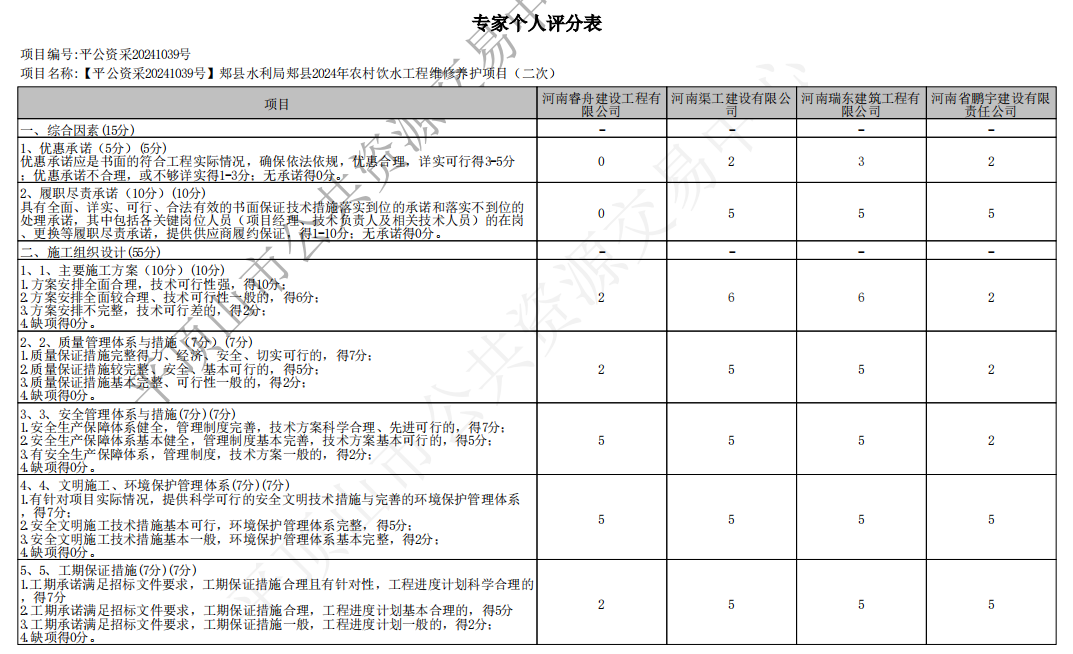 专家个人评分表
项目编号:平公资采20241039号
项目名称:【平公资采20241039号】郏县水利局郏县2024年农村饮水工程维修养护项目（二次）
项目 河南睿舟建设工程有限公司 河南渠工建设有限公司 河南瑞东建筑工程有限公司 河南省鹏宇建设有限责任公司
一、综合因素(15分) - - - -
1、优惠承诺（5分）(5分)
优惠承诺应是书面的符合工程实际情况，确保依法依规，优惠合理，详实可行得3-5分
；优惠承诺不合理，或不够详实得1-3分；无承诺得0分。
0 2 3 2
2、履职尽责承诺（10分）(10分)
具有全面、详实、可行、合法有效的书面保证技术措施落实到位的承诺和落实不到位的
处理承诺，其中包括各关键岗位人员（项目经理、技术负责人及相关技术人员）的在岗
、更换等履职尽责承诺，提供供应商履约保证，得1-10分；无承诺得0分。
0 5 5 5
二、施工组织设计(55分) - - - -
1、1、主要施工方案（10分）(10分)
1.方案安排全面合理，技术可行性强，得10分；
2.方案安排全面较合理、技术可行性一般的，得6分；
3.方案安排不完整，技术可行差的，得2分；
4.缺项得0分。
2 6 6 2
2、2、质量管理体系与措施（7分）(7分)
1.质量保证措施完整得力、经济、安全、切实可行的，得7分；
2.质量保证措施较完整、安全、基本可行的，得5分；
3.质量保证措施基本完整、可行性一般的，得2分；
4.缺项得0分。
2 5 5 2
3、3、安全管理体系与措施(7分)(7分)
1.安全生产保障体系健全，管理制度完善，技术方案科学合理、先进可行的，得7分；
2.安全生产保障体系基本健全，管理制度基本完善，技术方案基本可行的，得5分；
3.有安全生产保障体系，管理制度，技术方案一般的，得2分；
4.缺项得0分。
5 5 5 2
4、4、文明施工、环境保护管理体系(7分)(7分)
1.有针对项目实际情况，提供科学可行的安全文明技术措施与完善的环境保护管理体系
，得7分；
2.安全文明施工技术措施基本可行，环境保护管理体系完整，得5分；
3.安全文明施工技术措施基本一般，环境保护管理体系基本完整，得2分；
4.缺项得0分。
5 5 5 5
5、5、工期保证措施(7分)(7分)
1.工期承诺满足招标文件要求，工期保证措施合理且有针对性，工程进度计划科学合理的
，得7分
2.工期承诺满足招标文件要求，工期保证措施合理，工程进度计划基本合理的，得5分
3.工期承诺满足招标文件要求，工期保证措施一般，工程进度计划一般的，得2分；
4.缺项得0分。
2 5 5 5
平顶山市公共资源交易中
平顶山市公共资源交易中心